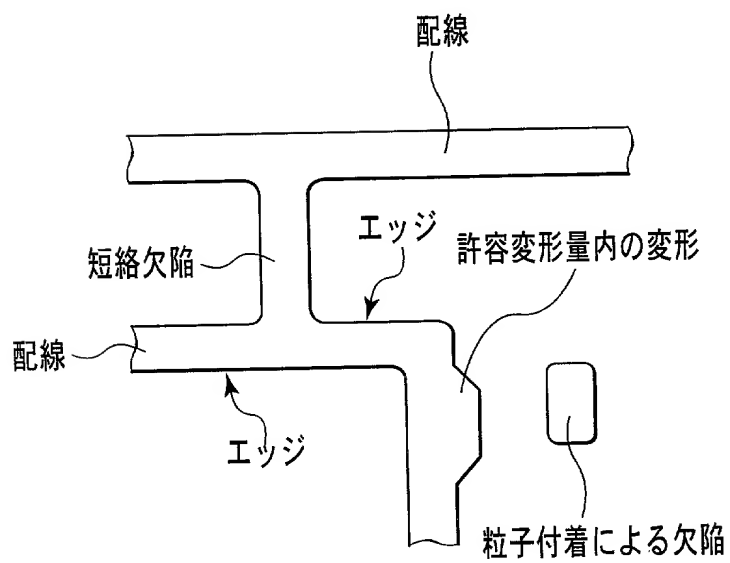 配線
エッジ
許容変形量内の変形
短絡欠陥
配線
エッジ
粒子付着による欠陥